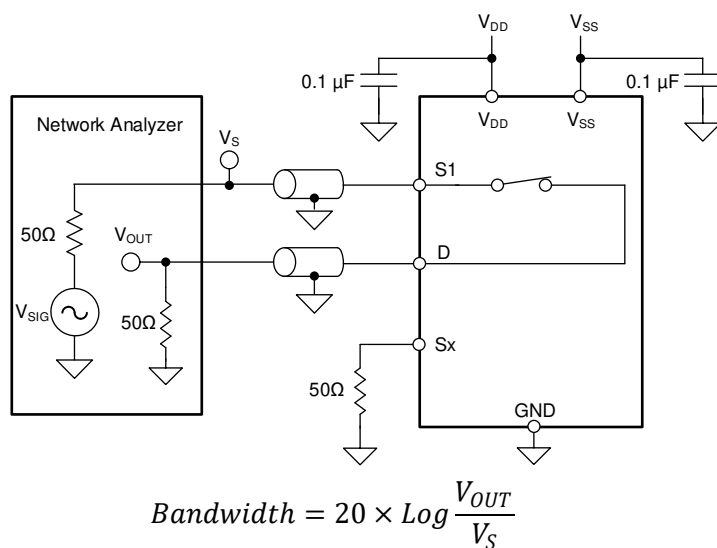 V_DD
V_SS
0.1 µF
0.1 µF
Network Analyzer
V_DD
V_SS
V_S
S1
50Ω
V_OUT
D
V_SIG
50Ω
Sx
50Ω
GND
Bandwidth = 20 × Log V_OUT / V_S